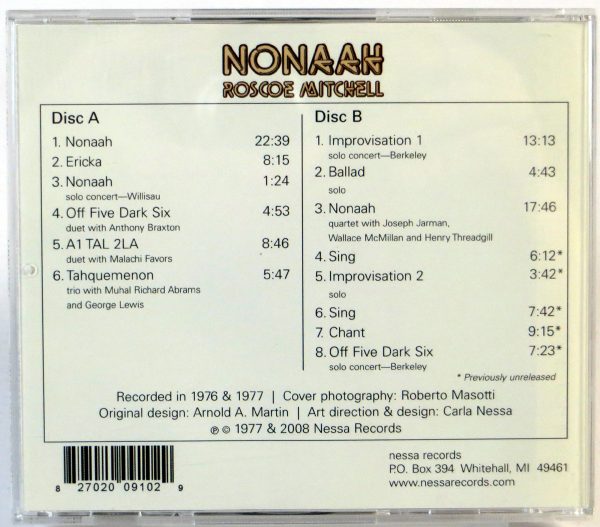 NONAAH
ROSCOE MITCHELL
Disc A
1. Nonaah 22:39
2. Ericka 8:15
3. Nonaah 1:24
solo concert—Willisau
4. Off Five Dark Six 4:53
duet with Anthony Braxton
5. A1 TAL 2LA 8:46
duet with Malachi Favors
6. Tahquemenon 5:47
trio with Muhal Richard Abrams
and George Lewis
Disc B
1. Improvisation 1 13:13
solo concert—Berkeley
2. Ballad 4:43
solo
3. Nonaah 17:46
quartet with Joseph Jarman,
Wallace McMillan and Henry Threadgill
4. Sing 6:12*
5. Improvisation 2 3:42*
solo
6. Sing 7:42*
7. Chant 9:15*
8. Off Five Dark Six 7:23*
solo concert—Berkeley
* Previously unreleased
Recorded in 1976 & 1977 | Cover photography: Roberto Masotti
Original design: Arnold A. Martin | Art direction & design: Carla Nessa
℗ © 1977 & 2008 Nessa Records
8 27020 09102 9
nessa records
P.O. Box 394 Whitehall, MI 49461
www.nessarecords.com